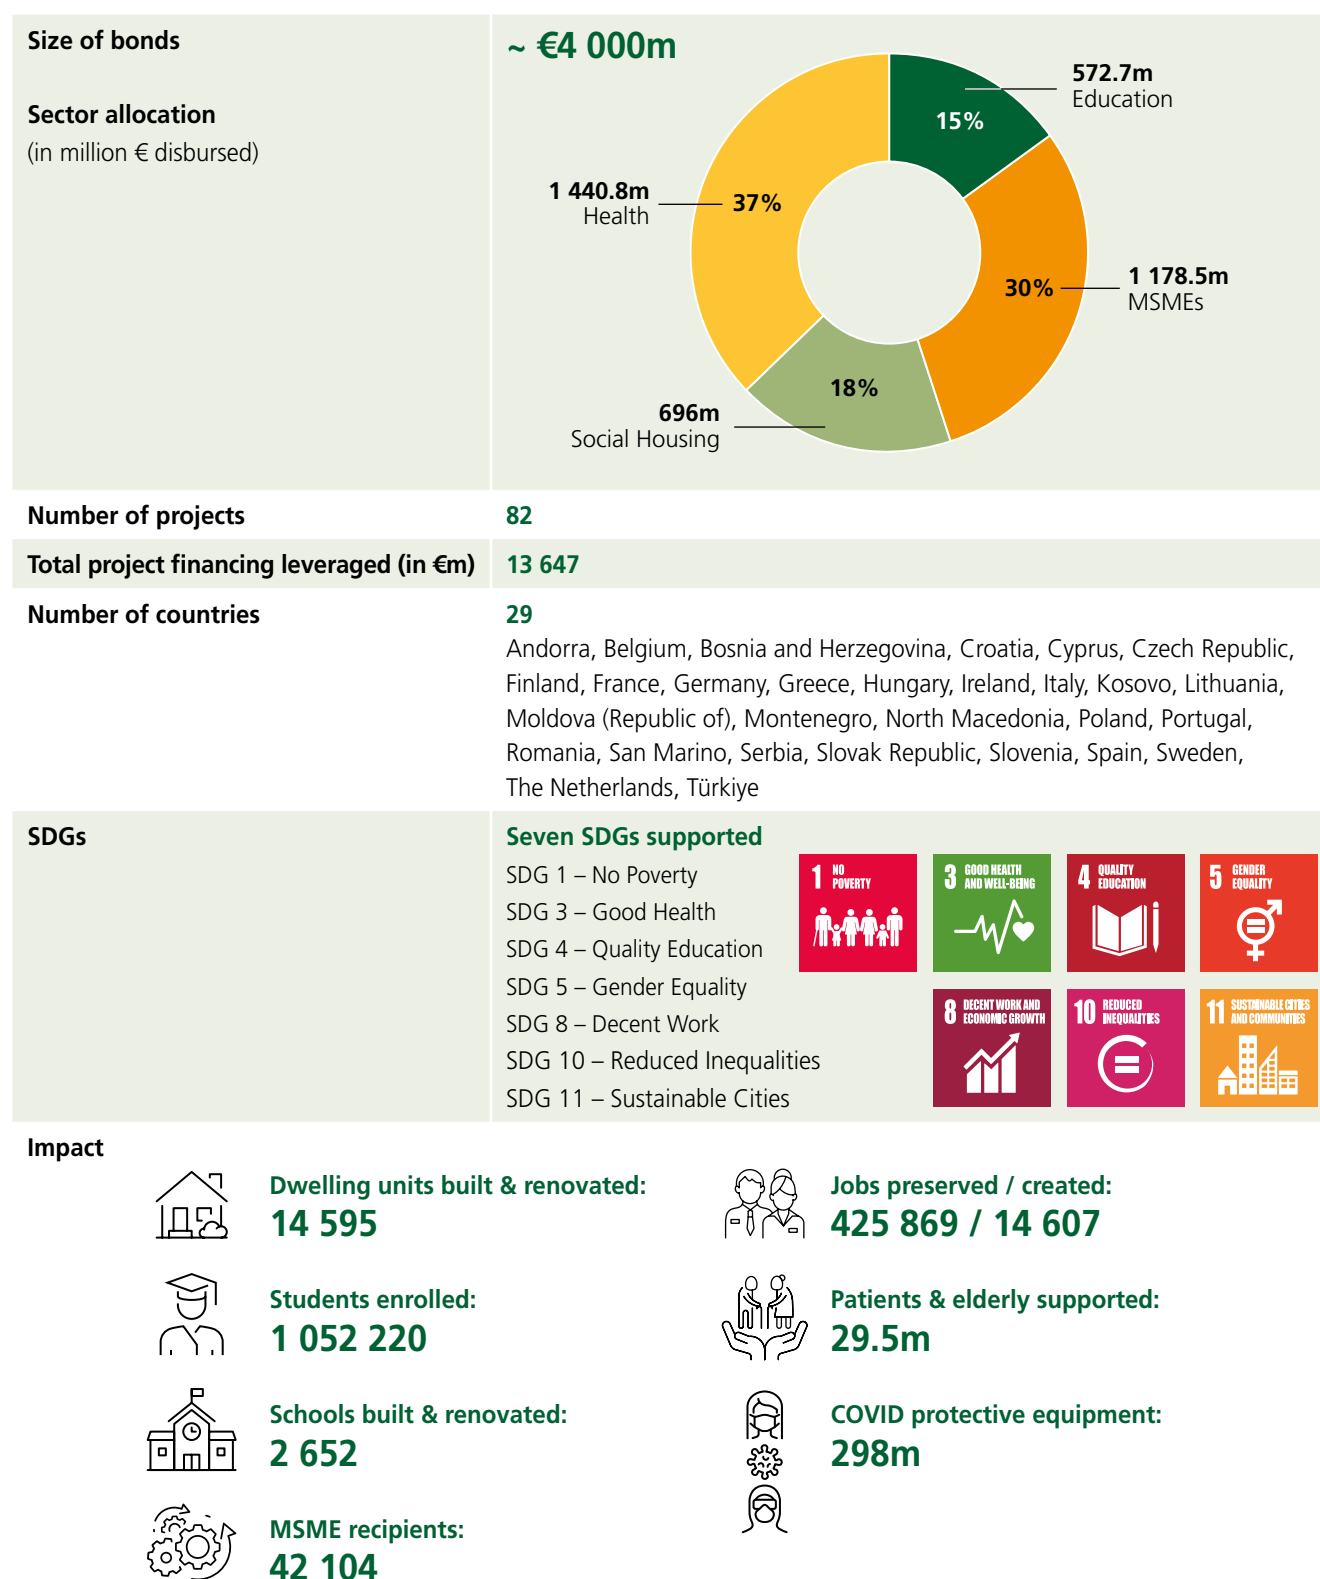 Size of bonds
~ €4 000m
Sector allocation
(in million € disbursed)
572.7m
Education
15%
1 440.8m
Health
37%
30%
1 178.5m
MSMEs
18%
696m
Social Housing
Number of projects
82
Total project financing leveraged (in €m)
13 647
Number of countries
29
Andorra, Belgium, Bosnia and Herzegovina, Croatia, Cyprus, Czech Republic,
Finland, France, Germany, Greece, Hungary, Ireland, Italy, Kosovo, Lithuania,
Moldova (Republic of), Montenegro, North Macedonia, Poland, Portugal,
Romania, San Marino, Serbia, Slovak Republic, Slovenia, Spain, Sweden,
The Netherlands, Türkiye
SDGs
Seven SDGs supported
SDG 1 – No Poverty
SDG 3 – Good Health
SDG 4 – Quality Education
SDG 5 – Gender Equality
SDG 8 – Decent Work
SDG 10 – Reduced Inequalities
SDG 11 – Sustainable Cities
1 NO
POVERTY
3 GOOD HEALTH
AND WELL-BEING
4 QUALITY
EDUCATION
5 GENDER
EQUALITY
8 DECENT WORK AND
ECONOMIC GROWTH
10 REDUCED
INEQUALITIES
11 SUSTAINABLE CITIES
AND COMMUNITIES
Impact
Dwelling units built & renovated:
14 595
Jobs preserved / created:
425 869 / 14 607
Students enrolled:
1 052 220
Patients & elderly supported:
29.5m
Schools built & renovated:
2 652
COVID protective equipment:
298m
MSME recipients:
42 104